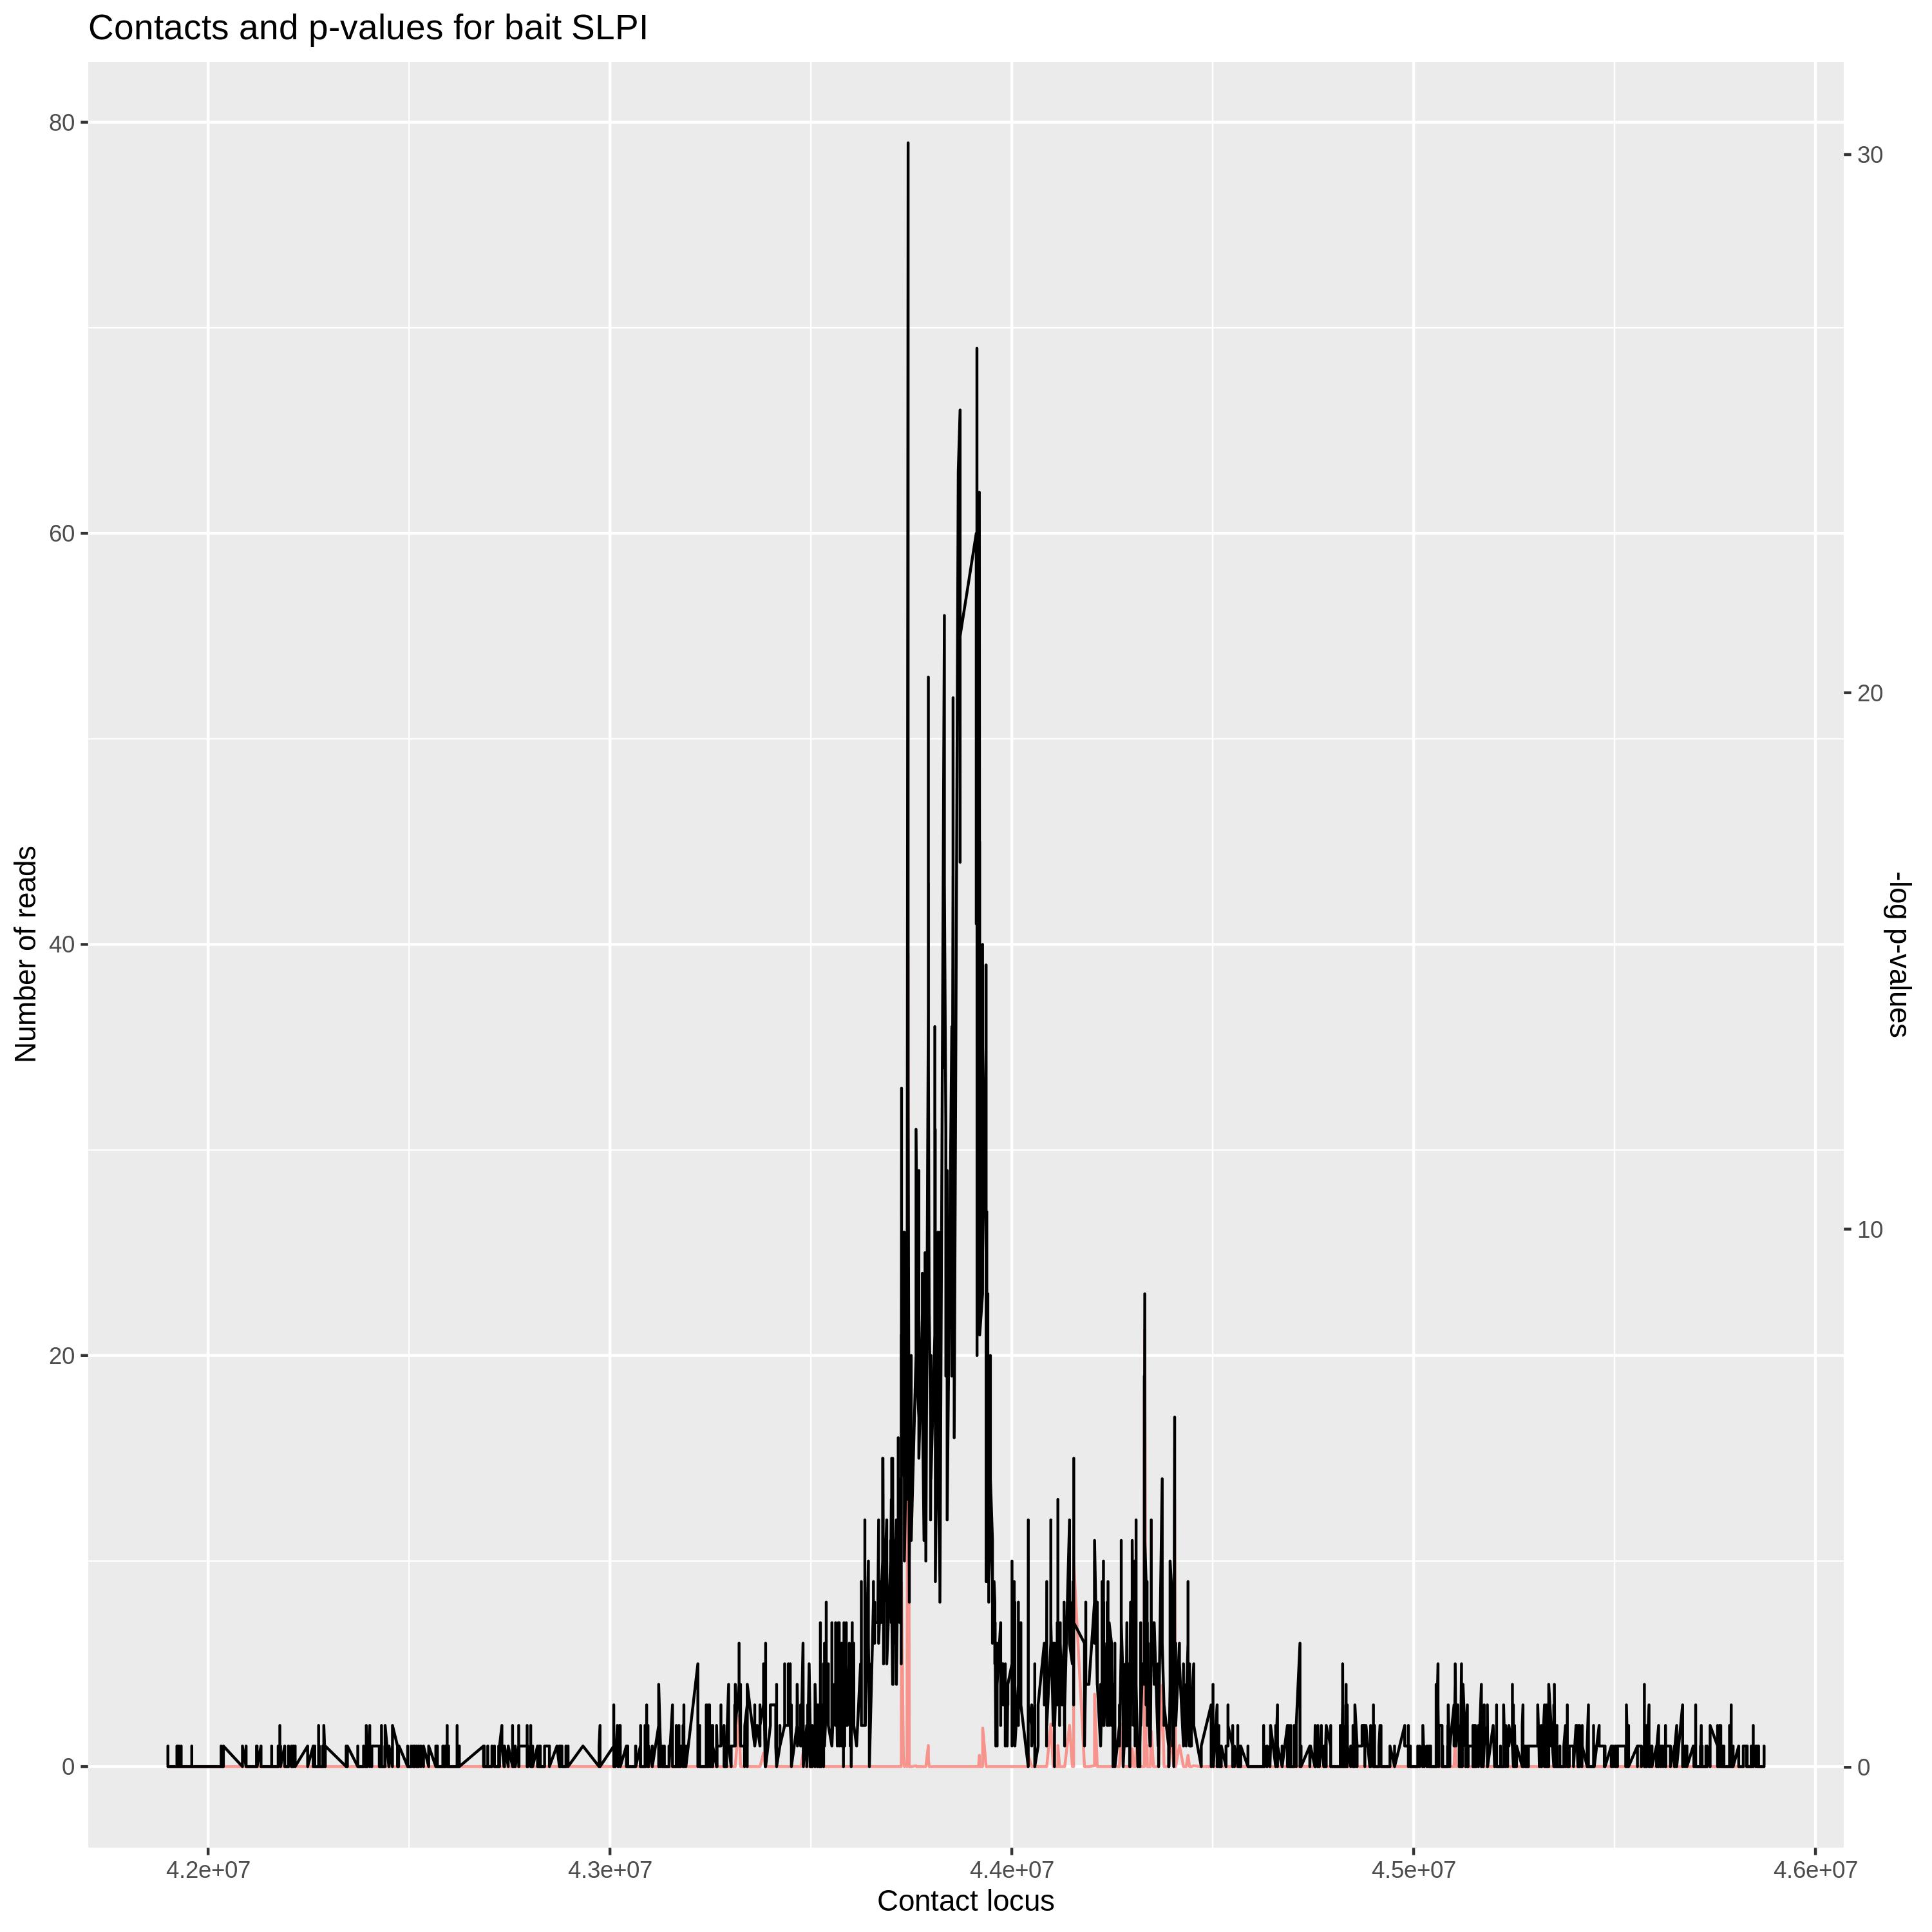 Contacts and p-values for bait SLPI
80
60
40
20
0
30
20
10
0
Number of reads
-log p-values
4.2e+07 4.3e+07 4.4e+07 4.5e+07 4.6e+07
Contact locus